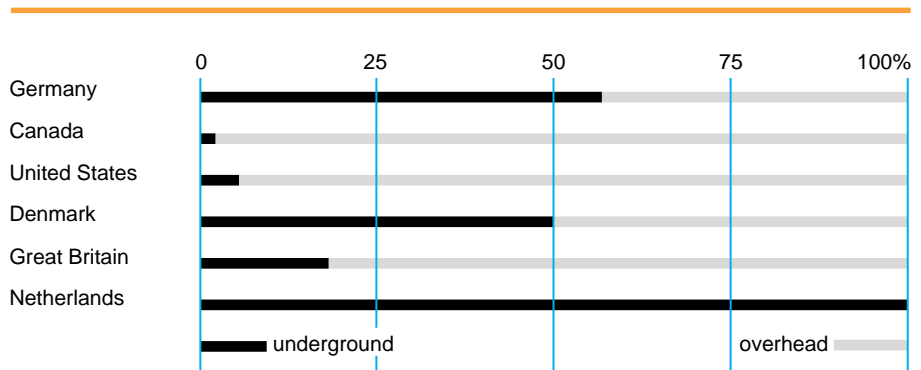 0 25 50 75 100%
Germany
Canada
United States
Denmark
Great Britain
Netherlands
underground overhead